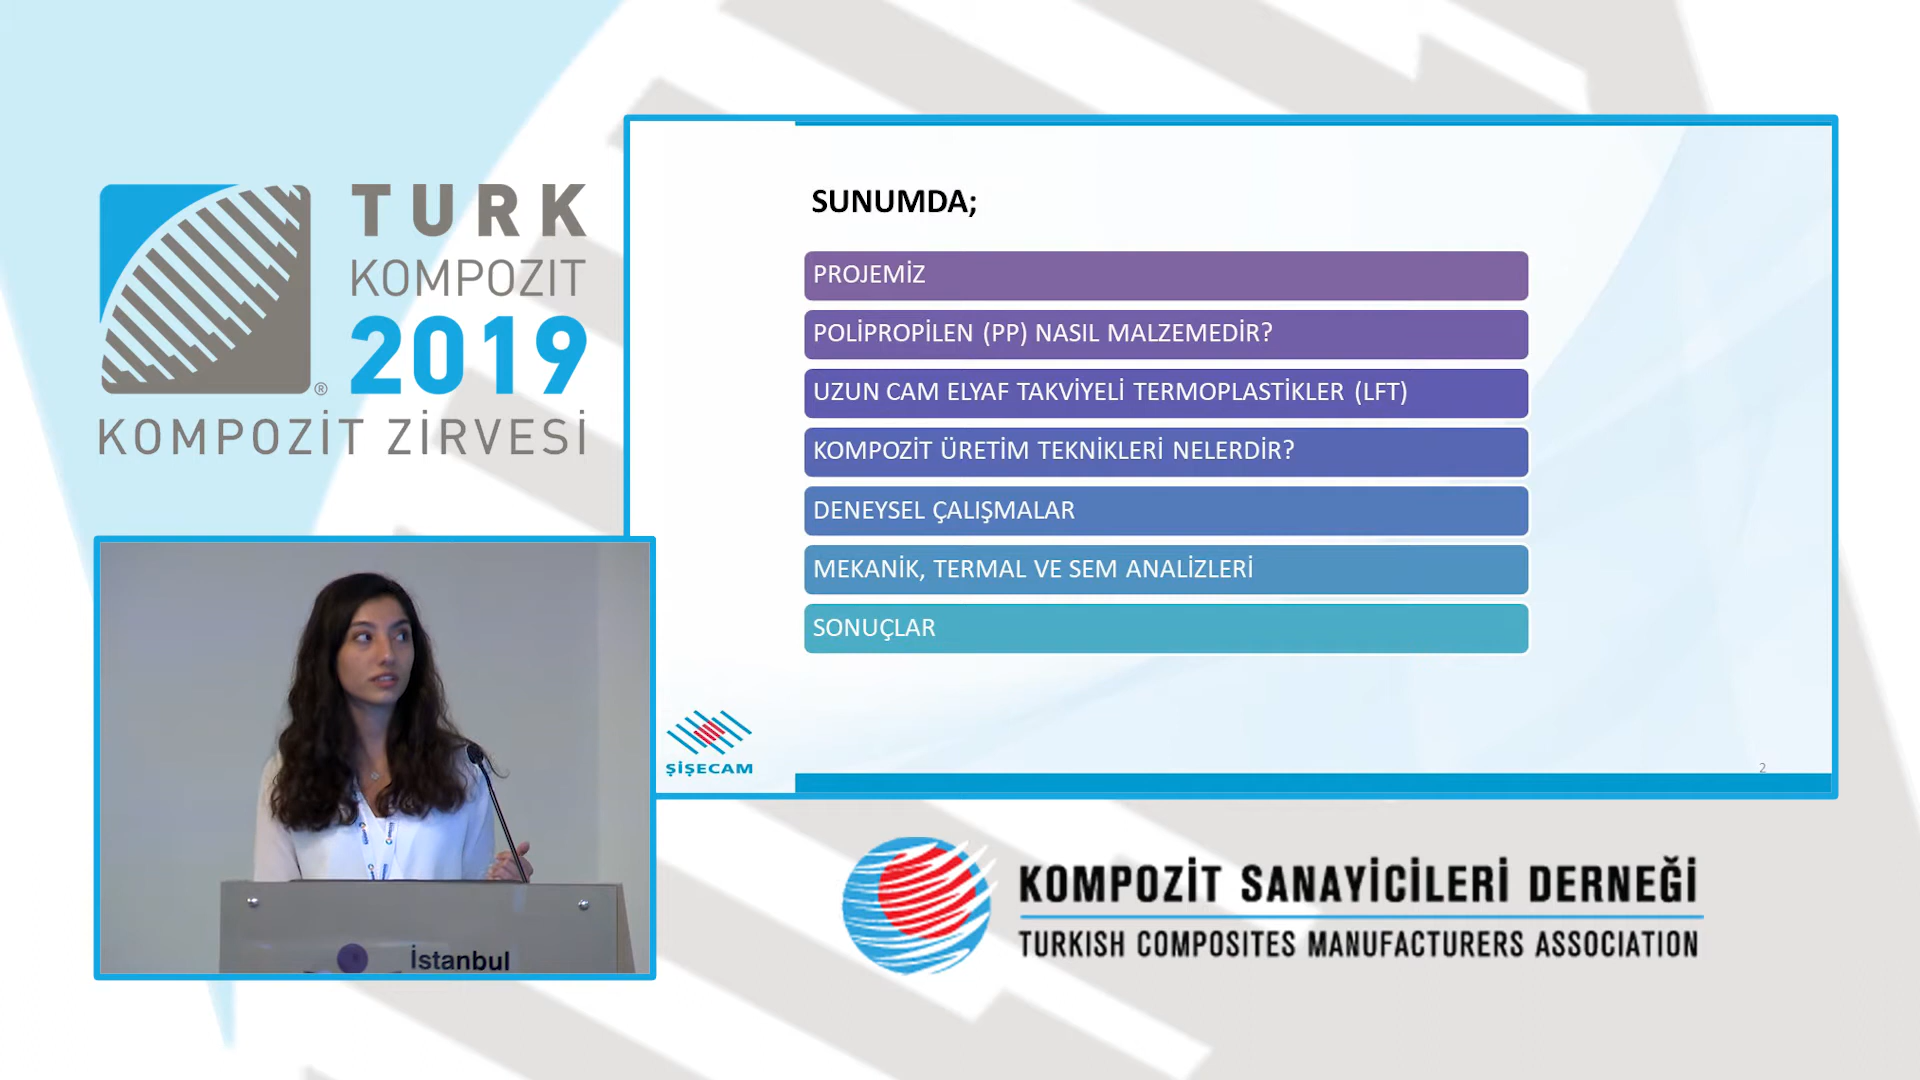 TURK
KOMPOZIT
2019
®
KOMPOZİT ZİRVESİ
SUNUMDA;
PROJEMİZ
POLİPROPİLEN (PP) NASIL MALZEMEDİR?
UZUN CAM ELYAF TAKVİYELİ TERMOPLASTİKLER (LFT)
KOMPOZİT ÜRETİM TEKNİKLERİ NELERDİR?
DENEYSEL ÇALIŞMALAR
MEKANİK, TERMAL VE SEM ANALİZLERİ
SONUÇLAR
ŞİŞECAM
2
İstanbul
KOMPOZİT SANAYİCİLERİ DERNEĞİ
TURKISH COMPOSITES MANUFACTURERS ASSOCIATION